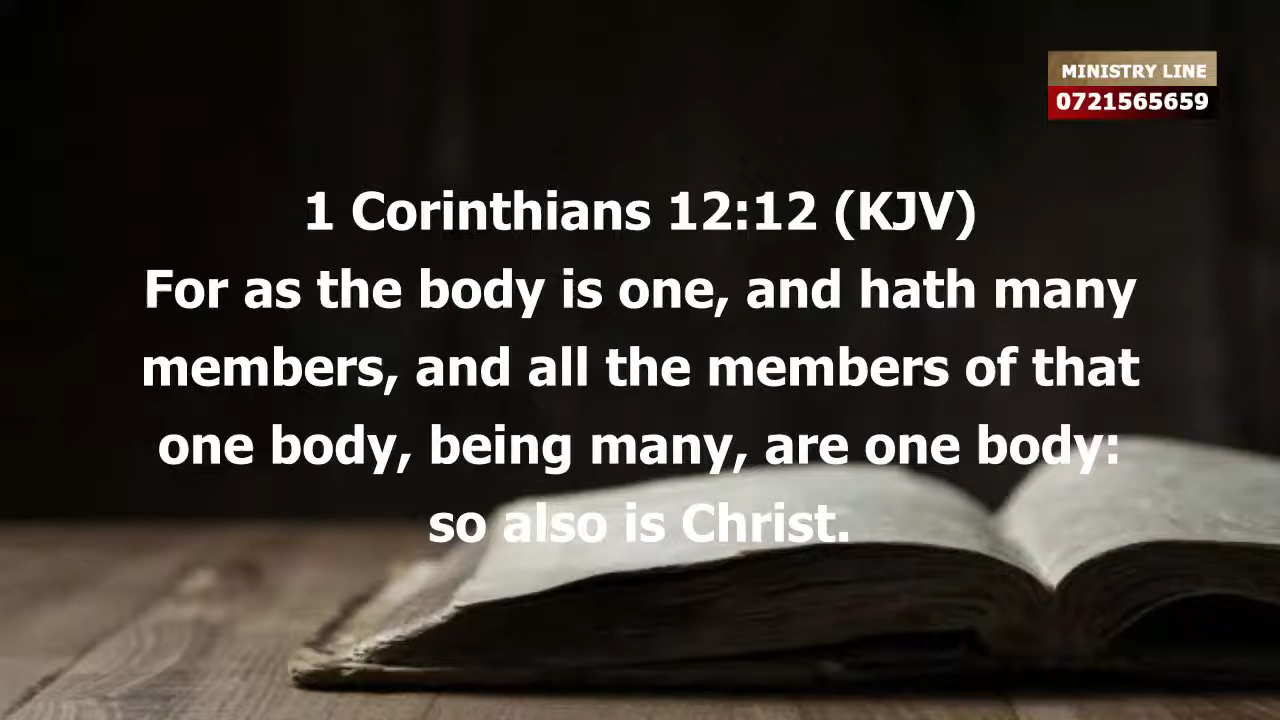 MINISTRY LINE
0721565659
1 Corinthians 12:12 (KJV)
For as the body is one, and hath many
members, and all the members of that
one body, being many, are one body:
so also is Christ.